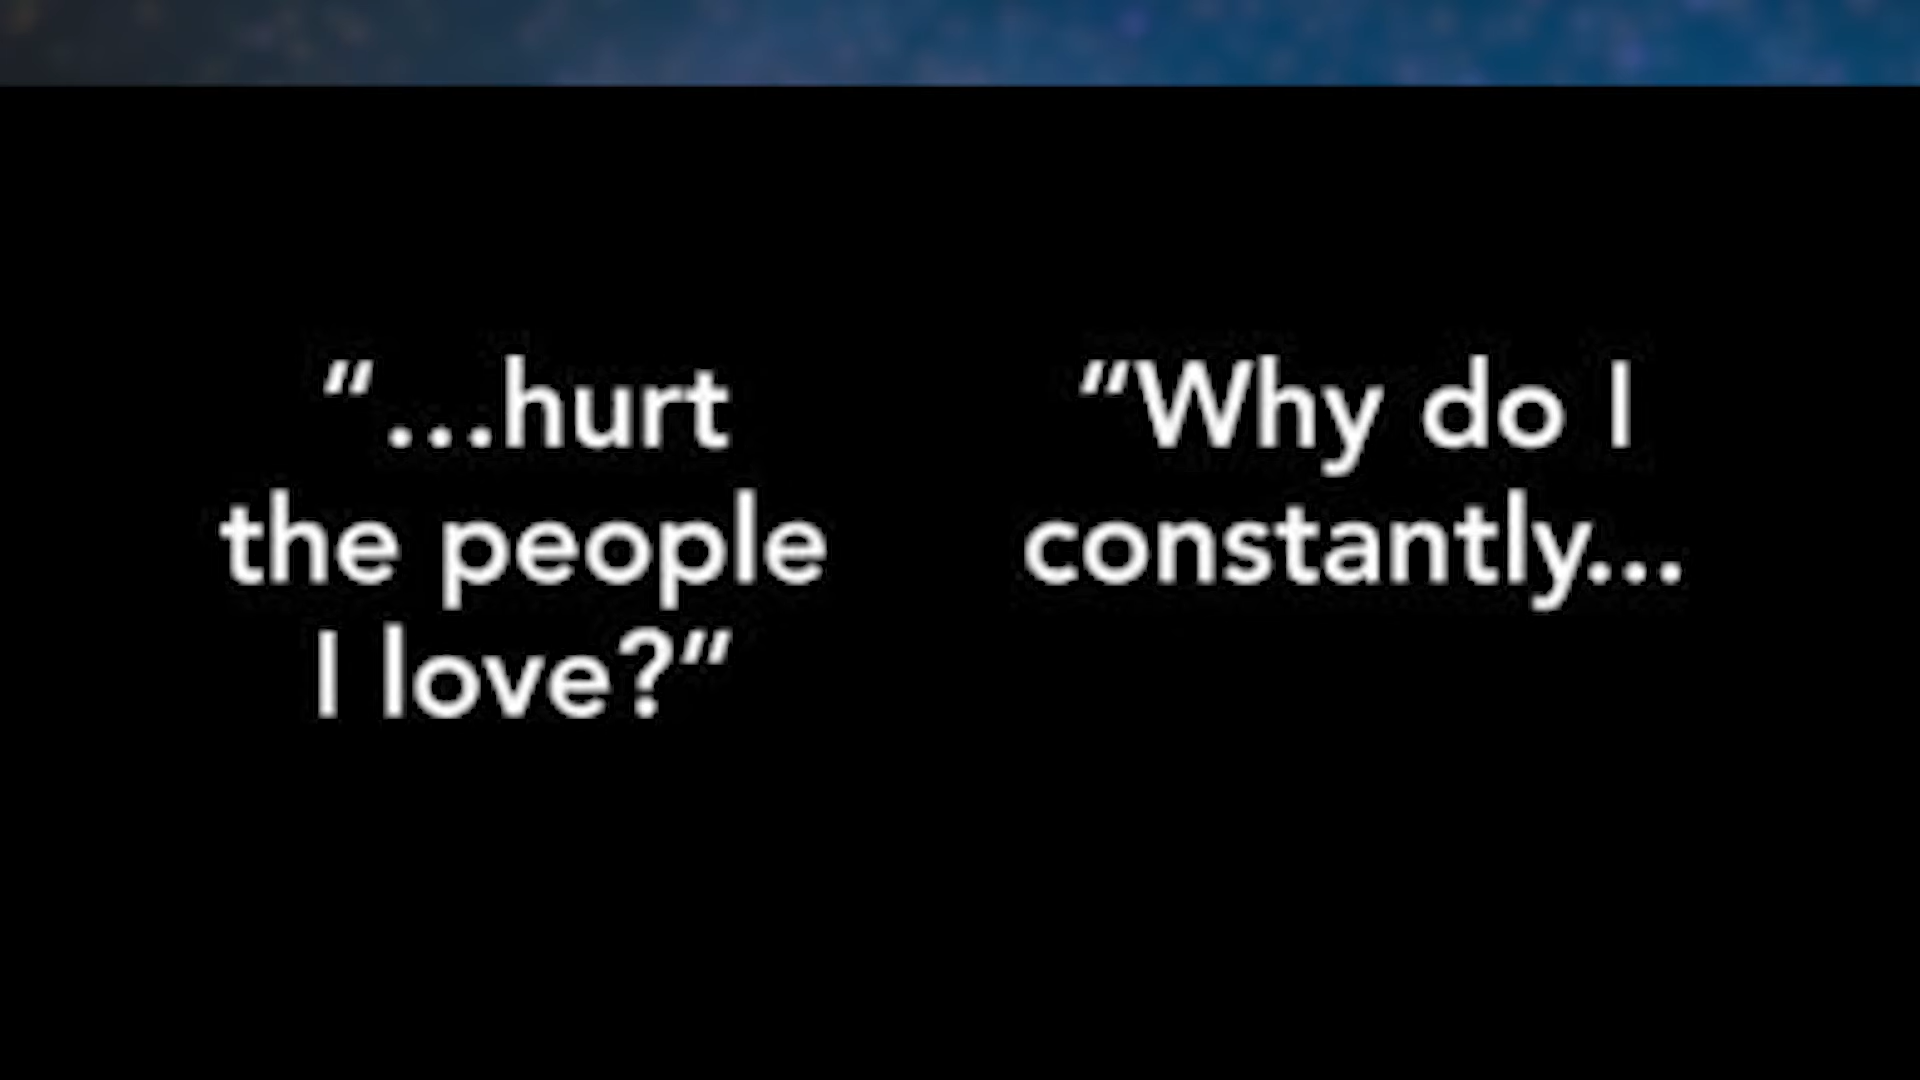 “...hurt
the people
I love?”
“Why do I
constantly...